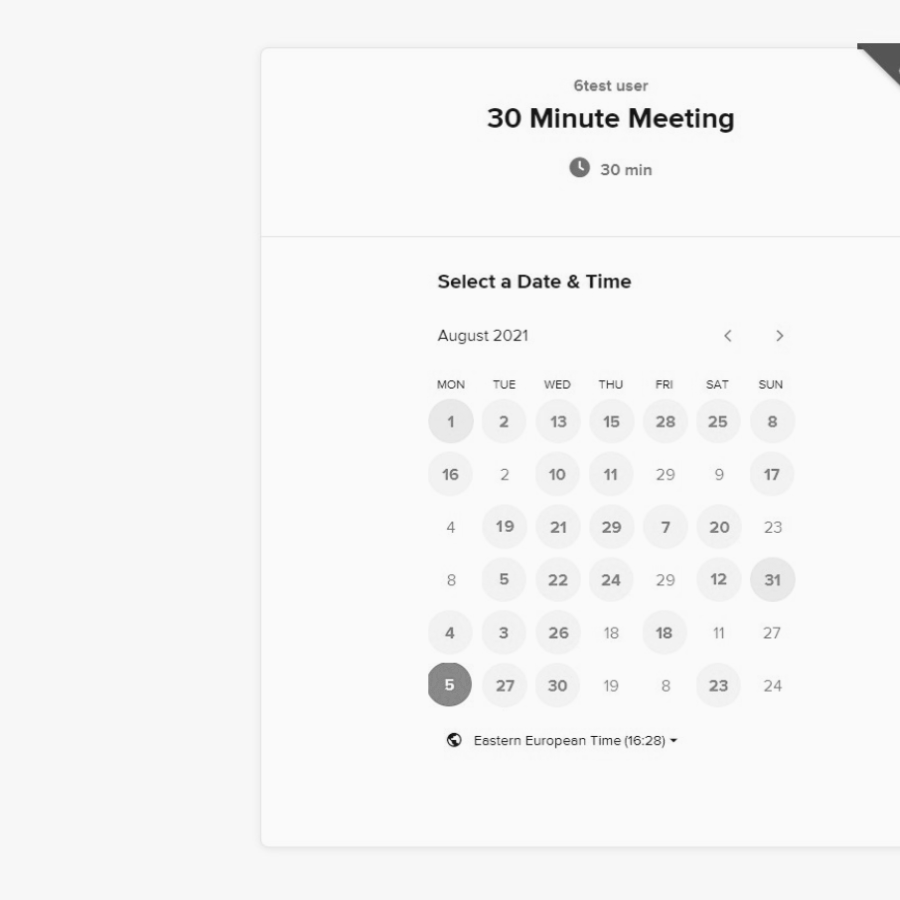 6test user
30 Minute Meeting
30 min
Select a Date & Time
August 2021
MON TUE WED THU FRI SAT SUN
1 2 13 15 28 25 8
16 2 10 11 29 9 17
4 19 21 29 7 20 23
8 5 22 24 29 12 31
4 3 26 18 18 11 27
5 27 30 19 8 23 24
Eastern European Time (16:28)